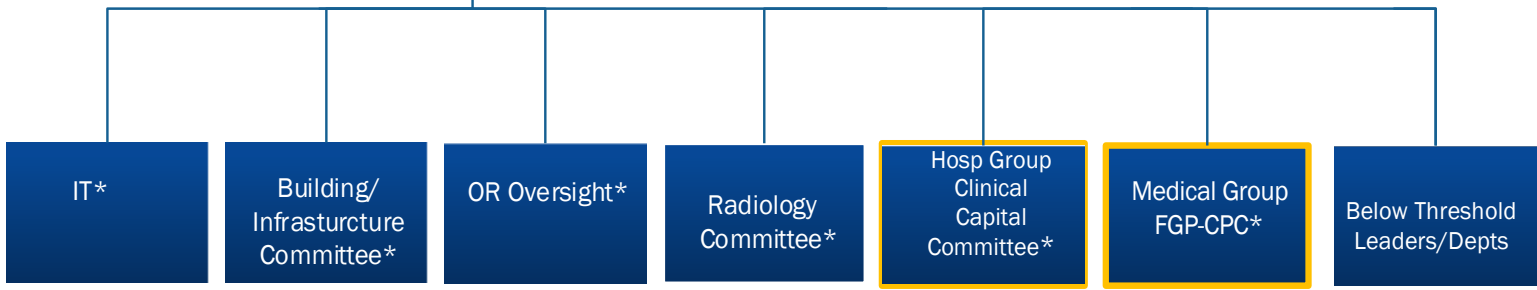 IT*
Building/
Infrasturcture
Committee*
OR Oversight*
Radiology
Committee*
Hosp Group
Clinical
Capital
Committee*
Medical Group
FGP-CPC*
Below Threshold
Leaders/Depts